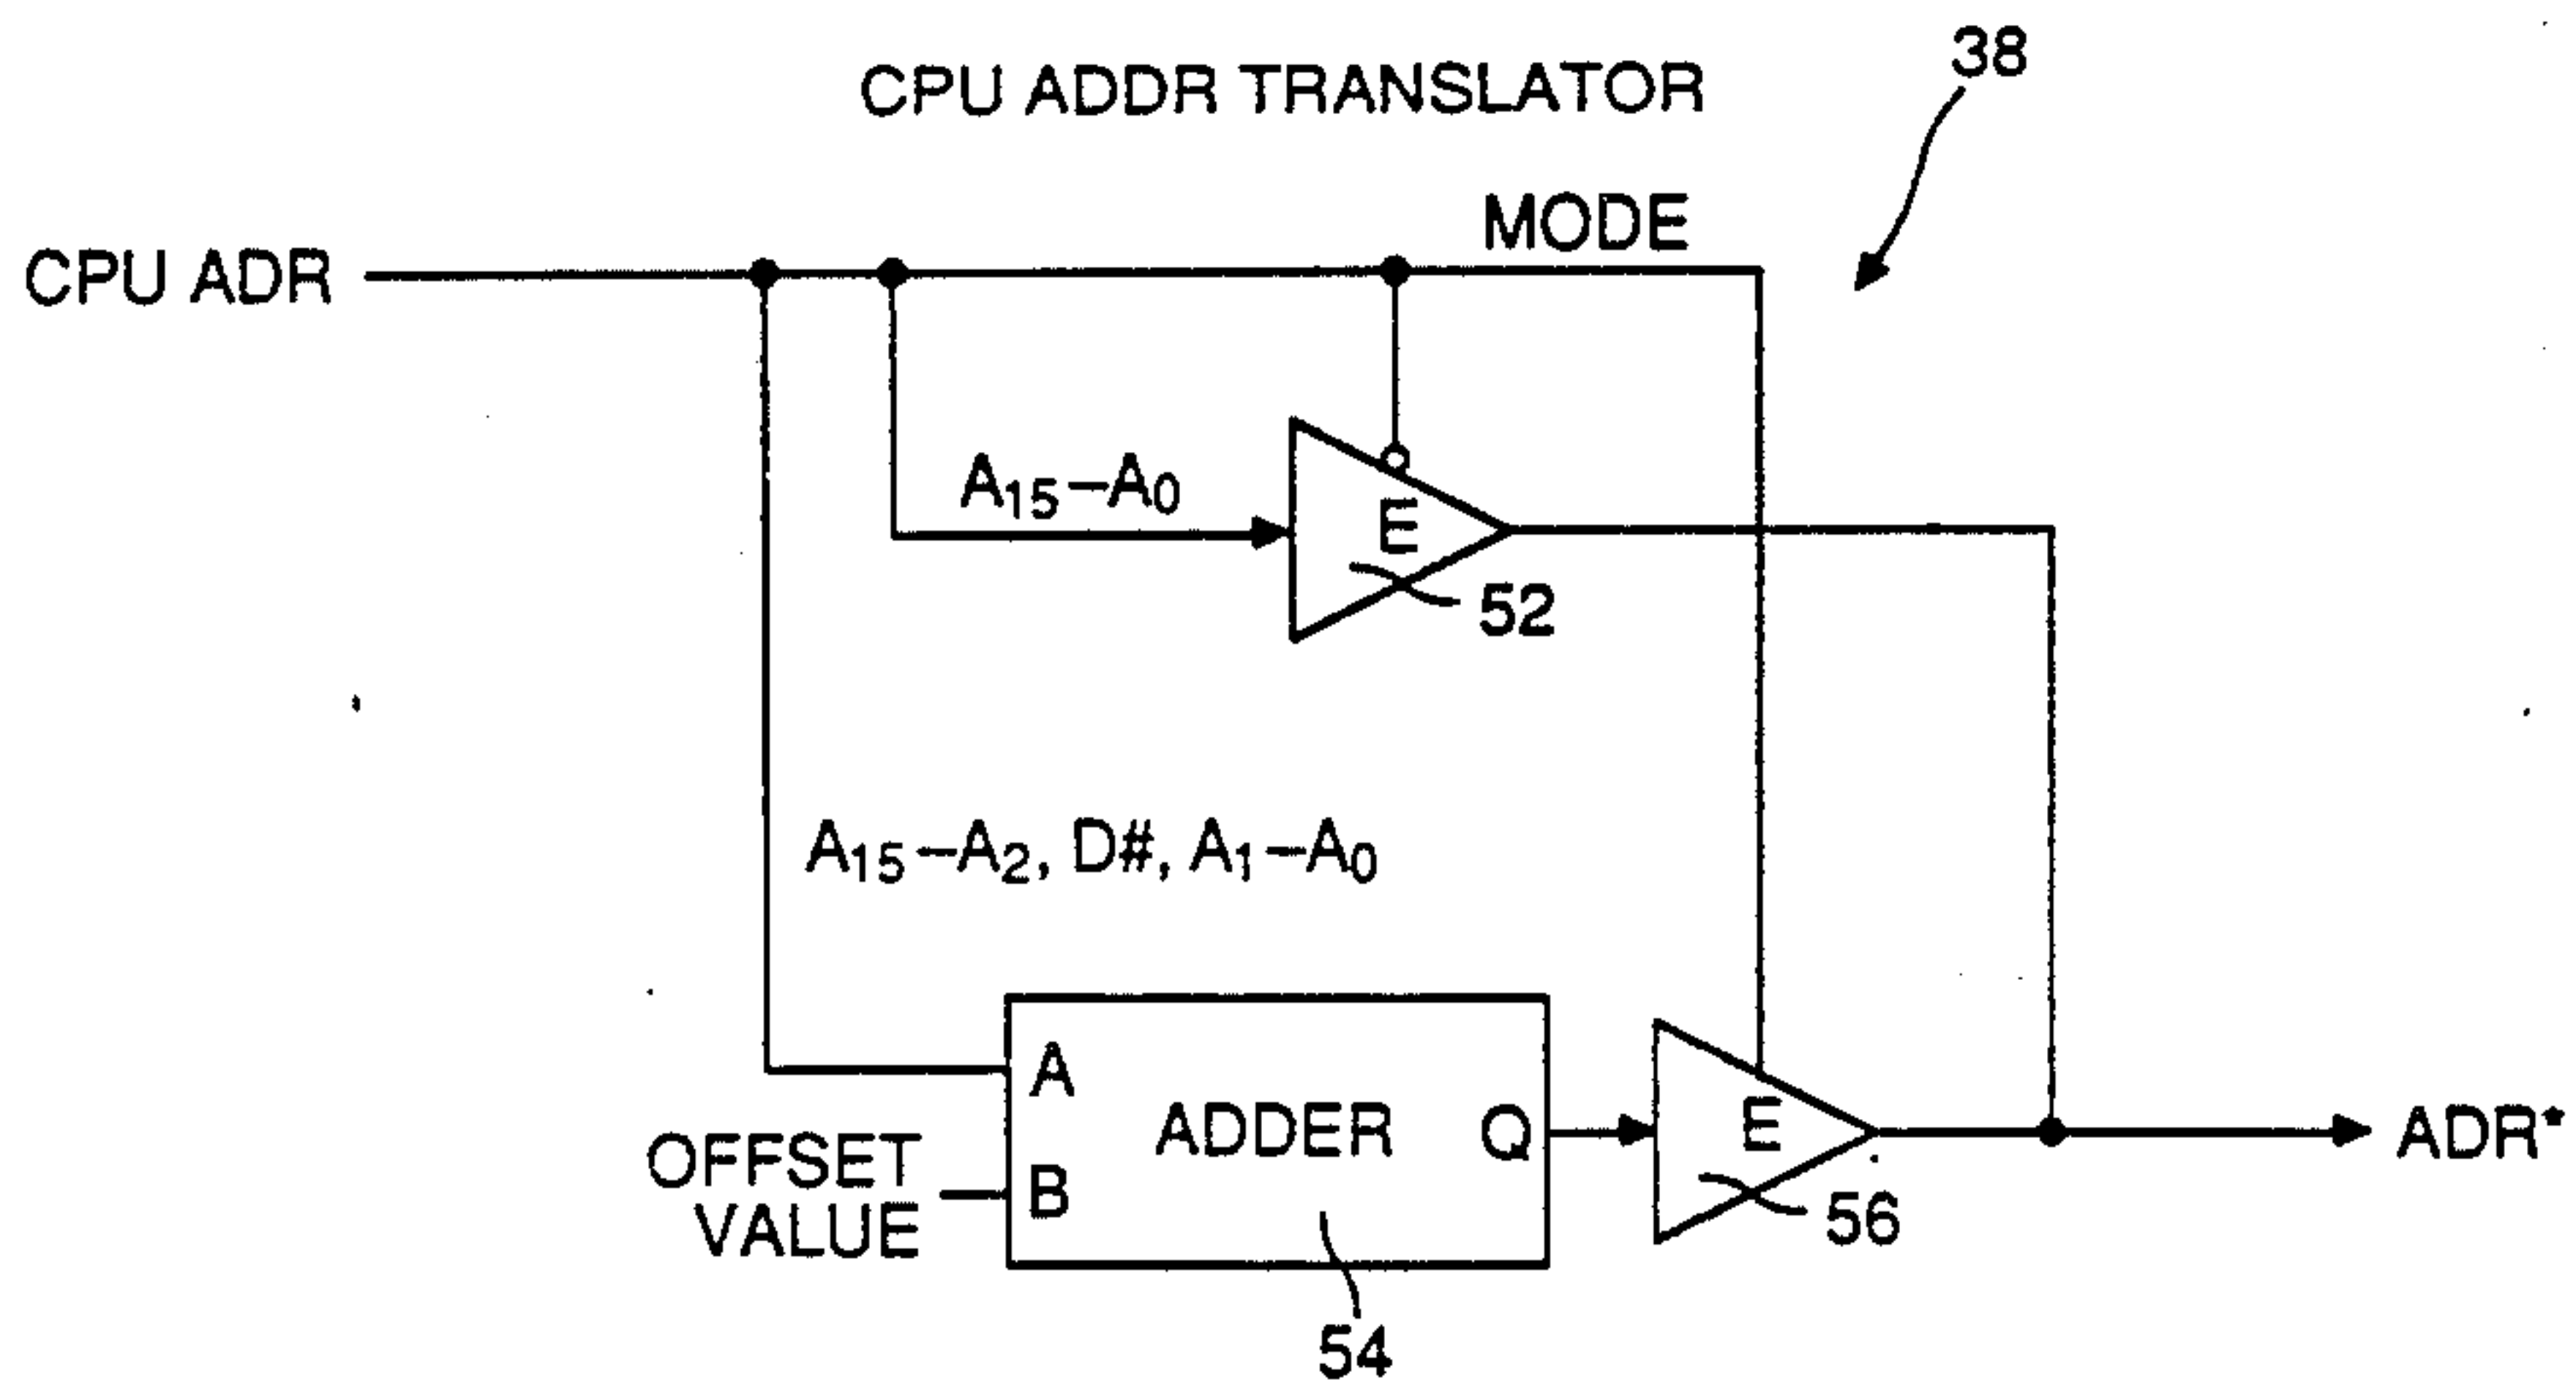 38
CPU ADDR TRANSLATOR
MODE
CPU ADR
A₁₅–A₀
E
52
A₁₅–A₂, D#, A₁–A₀
A
ADDER
Q
E
ADR*
OFFSET
VALUE
B
56
54